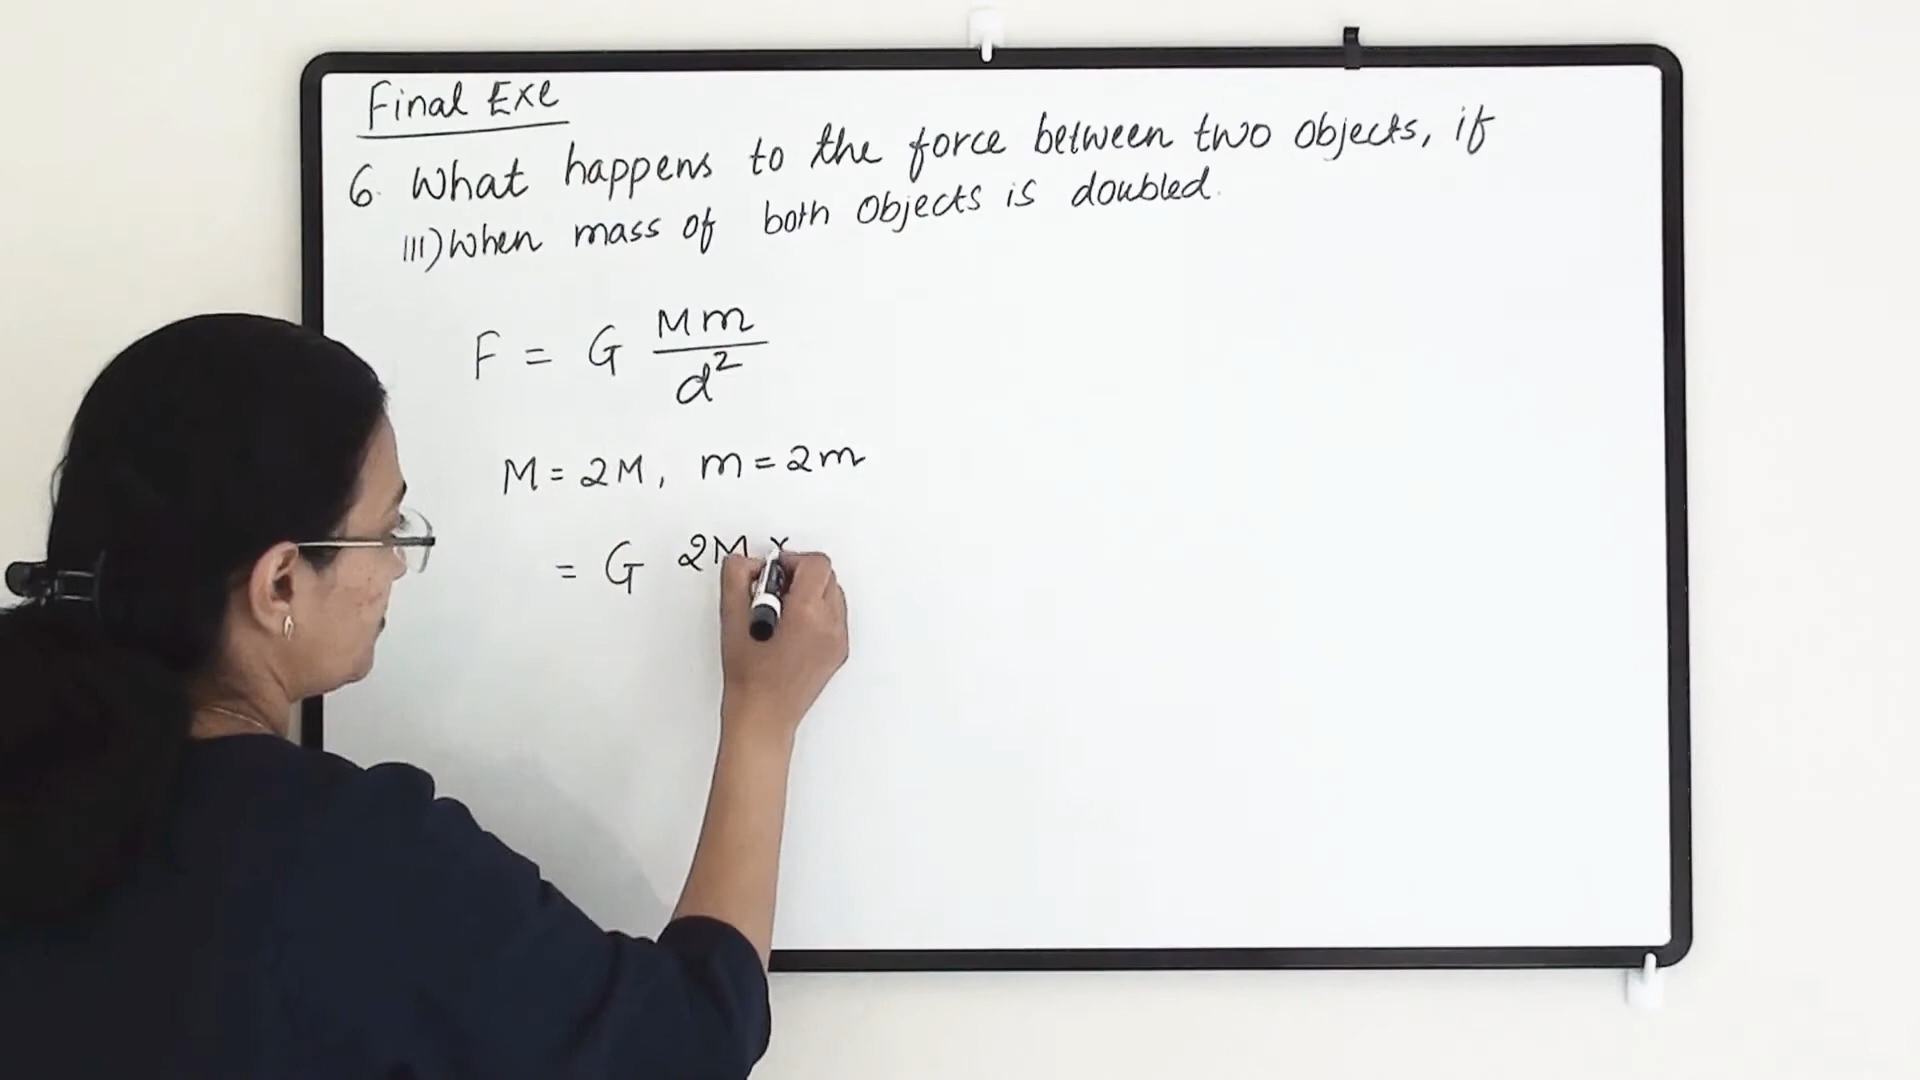 Final Exe
6. What happens to the force between two objects, if
III) When mass of both objects is doubled.
F = G Mm
d²
M = 2M, m = 2m
= G 2M x